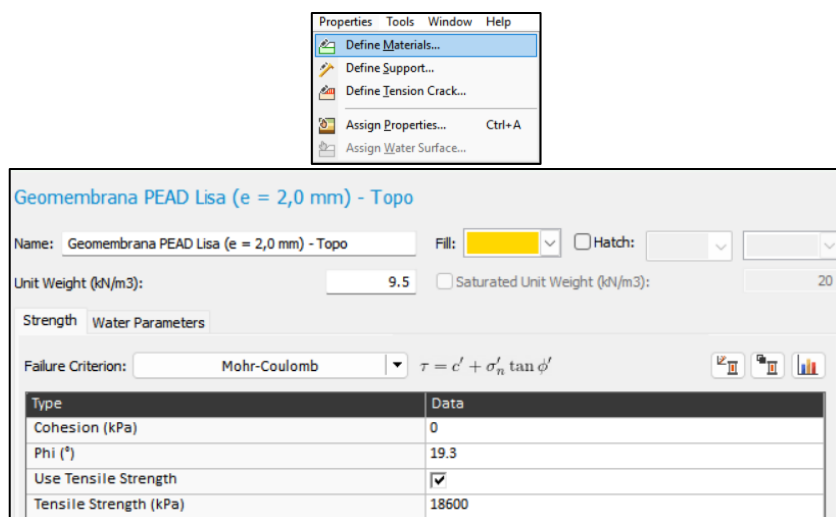 Properties Tools Window Help
Define Materials...
Define Support...
Define Tension Crack...
Assign Properties... Ctrl+A
Assign Water Surface...
Geomembrana PEAD Lisa (e = 2,0 mm) - Topo
Name: Geomembrana PEAD Lisa (e = 2,0 mm) - Topo Fill: Hatch:
Unit Weight (kN/m3): 9.5 Saturated Unit Weight (kN/m3): 20
Strength Water Parameters
Failure Criterion: Mohr-Coulomb τ = c′ + σ′n tan ϕ′
Type Data
Cohesion (kPa) 0
Phi (°) 19.3
Use Tensile Strength
Tensile Strength (kPa) 18600